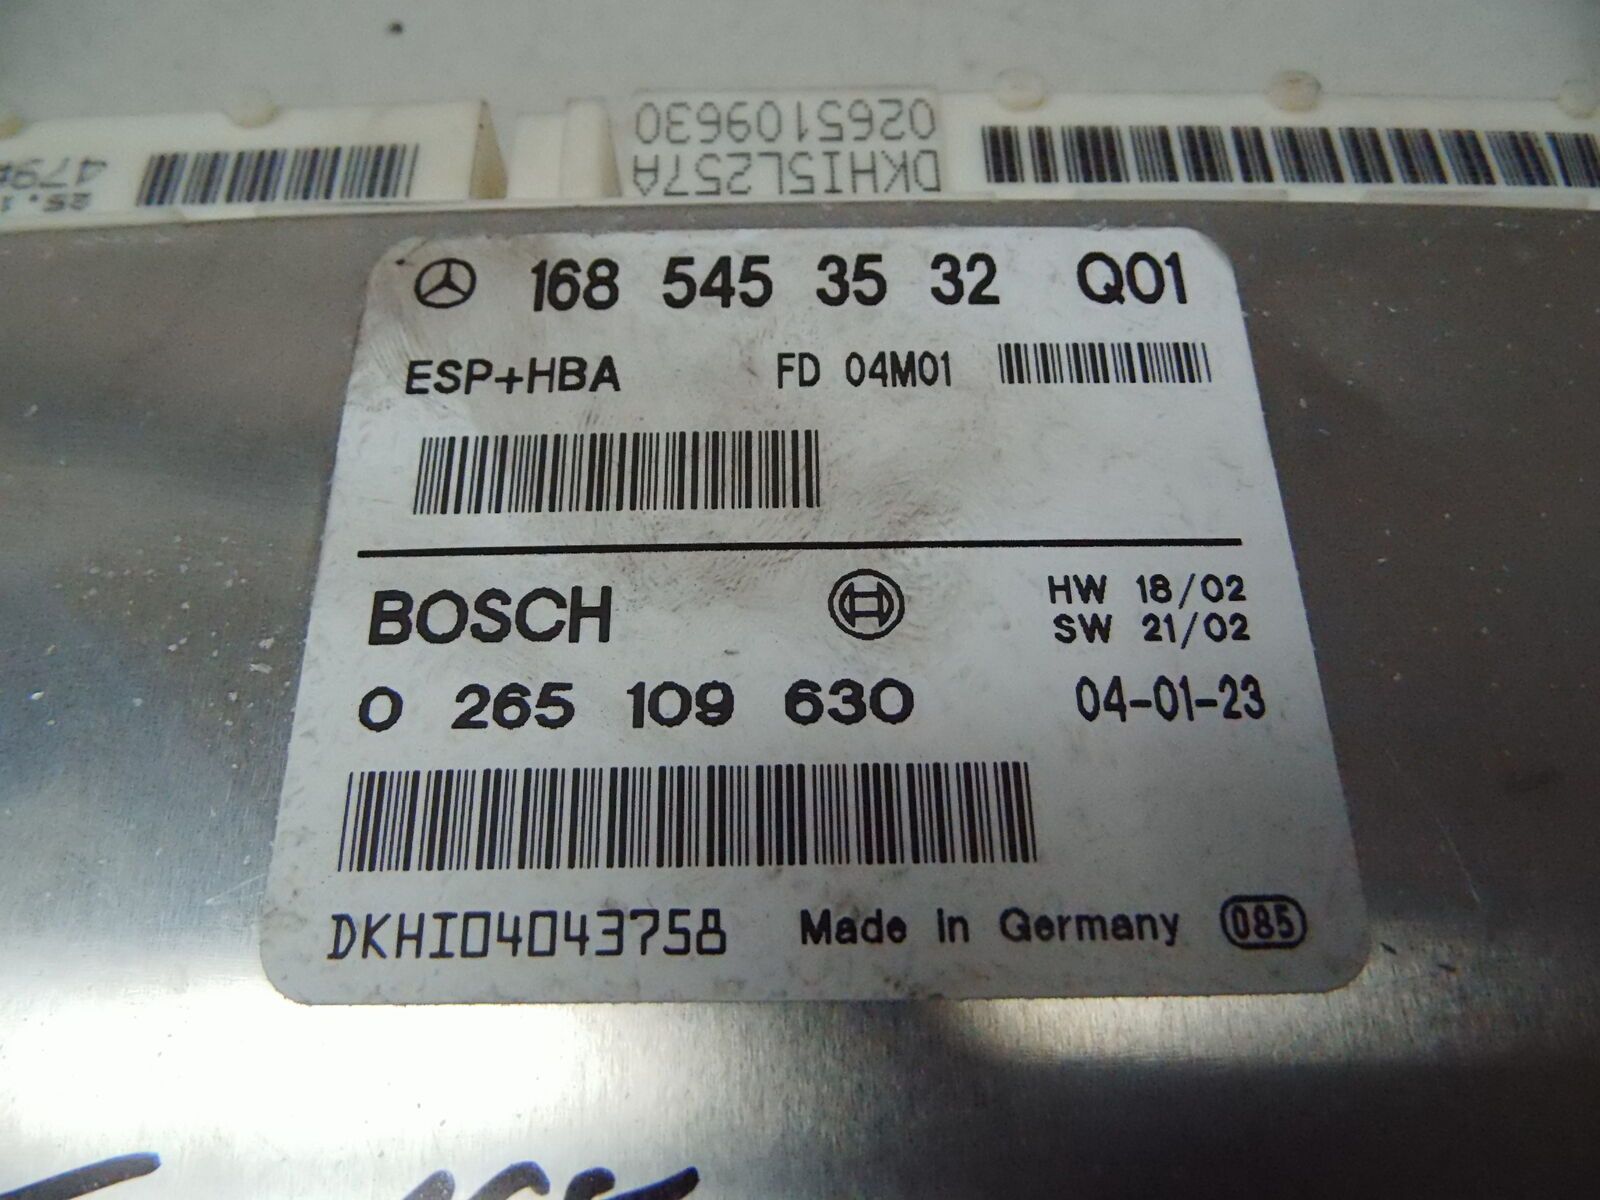 0265109630
DKHI5L257A
168 545 35 32 Q01
ESP+HBA FD 04M01
BOSCH HW 18/02
SW 21/02
0 265 109 630 04-01-23
DKHI04043758 Made in Germany 085